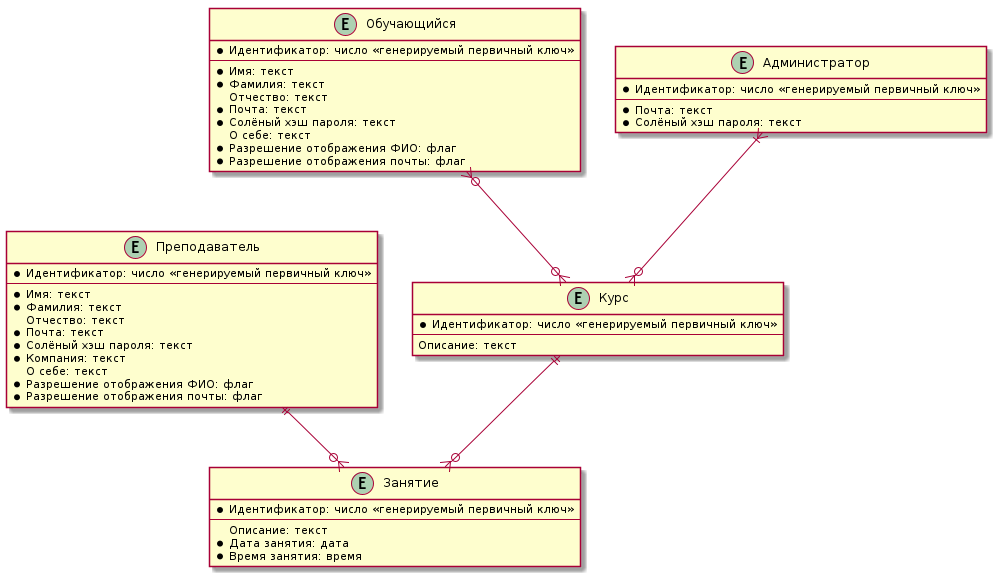 E Обучающийся
Идентификатор: число «генерируемый первичный ключ»
Имя: текст
Фамилия: текст
Отчество: текст
Почта: текст
Солёный хэш пароля: текст
О себе: текст
Разрешение отображения ФИО: флаг
Разрешение отображения почты: флаг
E Администратор
Идентификатор: число «генерируемый первичный ключ»
Почта: текст
Солёный хэш пароля: текст
E Преподаватель
Идентификатор: число «генерируемый первичный ключ»
Имя: текст
Фамилия: текст
Отчество: текст
Почта: текст
Солёный хэш пароля: текст
Компания: текст
О себе: текст
Разрешение отображения ФИО: флаг
Разрешение отображения почты: флаг
E Курс
Идентификатор: число «генерируемый первичный ключ»
Описание: текст
E Занятие
Идентификатор: число «генерируемый первичный ключ»
Описание: текст
Дата занятия: дата
Время занятия: время